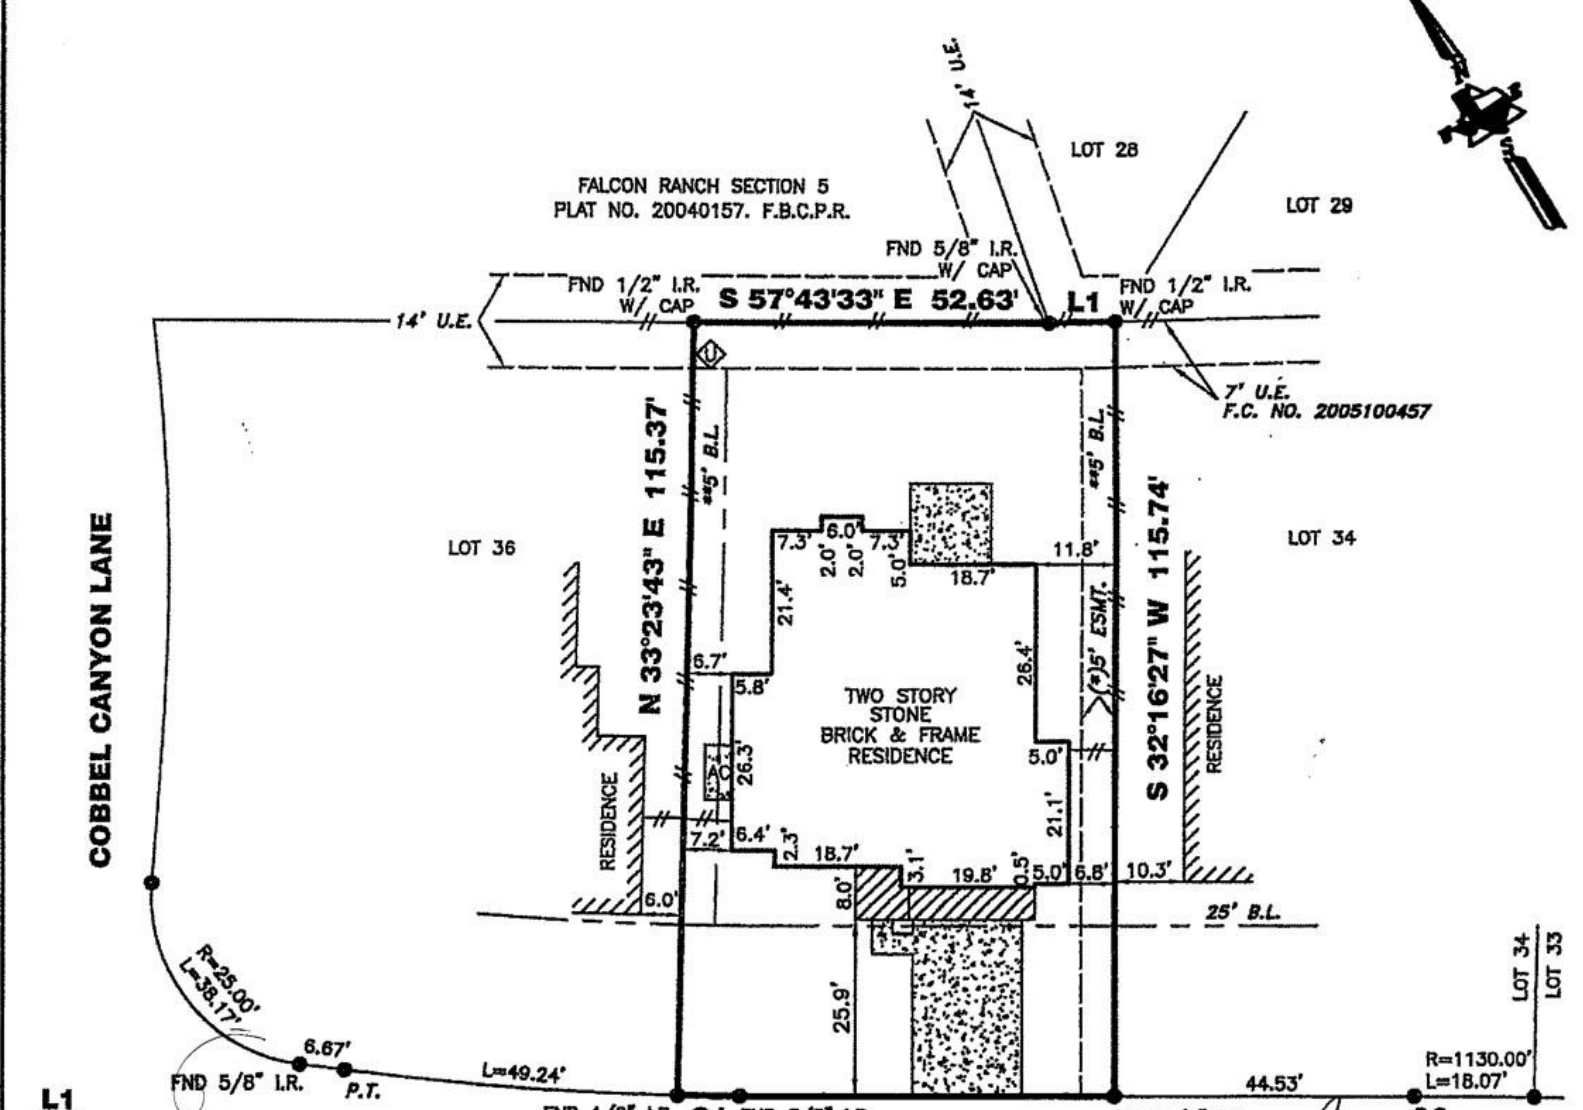 14' U.E.
LOT 28
FALCON RANCH SECTION 5
PLAT NO. 20040157. F.B.C.P.R.
LOT 29
N
S
FND 5/8" I.R.
W/ CAP
FND 1/2" I.R.
W/ CAP
S 57°43'33" E 52.63'
L1
FND 1/2" I.R.
W/ CAP
14' U.E.
U
7' U.E.
F.C. NO. 2005100457
**5' B.L.
**5' B.L.
N 33°23'43" E 115.37'
S 32°16'27" W 115.74'
COBBEL CANYON LANE
LOT 36
LOT 34
7.3'
6.0'
7.3'
2.0'
2.0'
5.0'
18.7'
11.8'
21.4'
(*)5' ESMT.
26.4'
6.7'
5.8'
TWO STORY
STONE
BRICK & FRAME
RESIDENCE
RESIDENCE
5.0'
AC
26.3'
21.1'
RESIDENCE
7.2'
6.4'
2.3'
18.7'
3.1'
19.8'
0.5'
5.0'
6.8'
10.3'
8.0'
6.0'
25' B.L.
R=25.00'
L=38.17'
25.9'
LOT 34
LOT 33
6.67'
FND 5/8" I.R.
P.T.
L=49.24'
44.53'
R=1130.00'
L=18.07'
L1